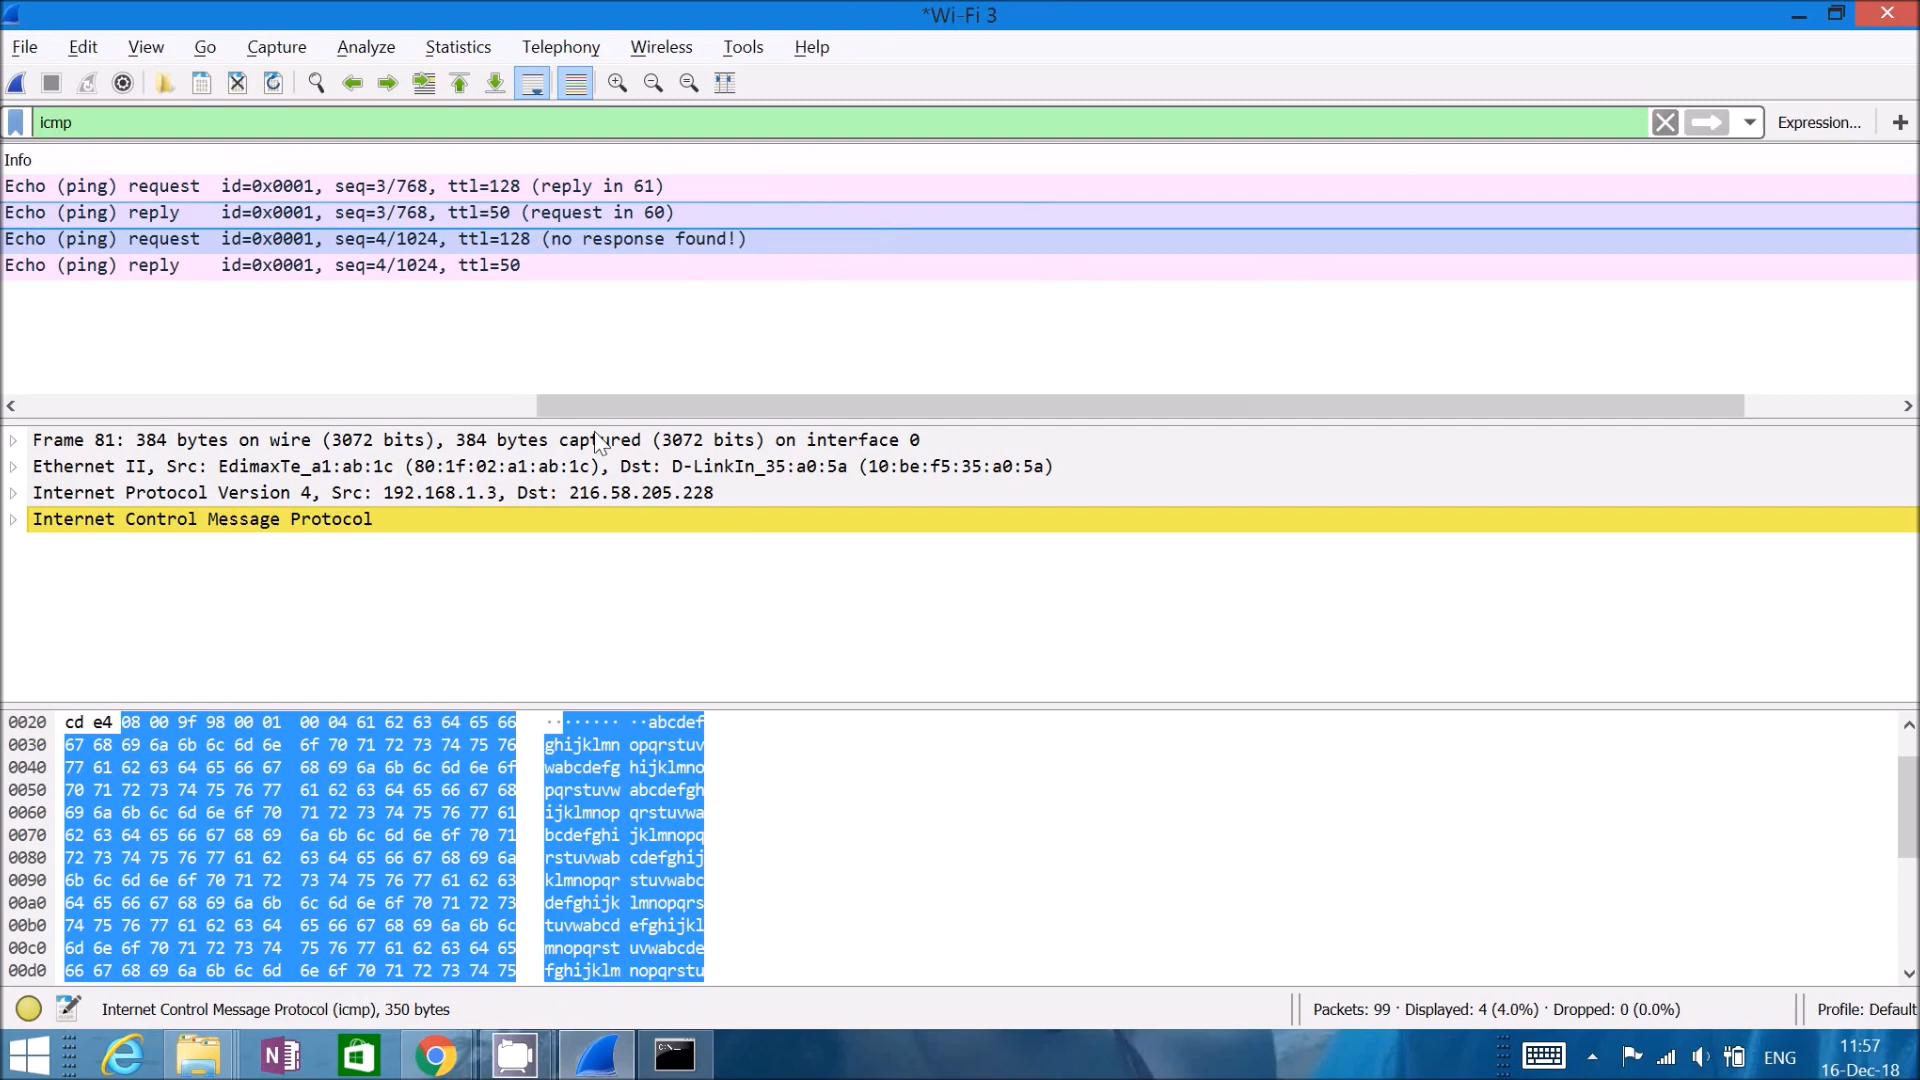 *Wi-Fi 3
File Edit View Go Capture Analyze Statistics Telephony Wireless Tools Help
icmp
Expression... +
Info
Echo (ping) request id=0x0001, seq=3/768, ttl=128 (reply in 61)
Echo (ping) reply id=0x0001, seq=3/768, ttl=50 (request in 60)
Echo (ping) request id=0x0001, seq=4/1024, ttl=128 (no response found!)
Echo (ping) reply id=0x0001, seq=4/1024, ttl=50
Frame 81: 384 bytes on wire (3072 bits), 384 bytes captured (3072 bits) on interface 0
Ethernet II, Src: EdimaxTe_a1:ab:1c (80:1f:02:a1:ab:1c), Dst: D-LinkIn_35:a0:5a (10:be:f5:35:a0:5a)
Internet Protocol Version 4, Src: 192.168.1.3, Dst: 216.58.205.228
Internet Control Message Protocol
0020 cd e4 08 00 9f 98 00 01 00 04 61 62 63 64 65 66 ········ ··abcdef
0030 67 68 69 6a 6b 6c 6d 6e 6f 70 71 72 73 74 75 76 ghijklmn opqrstuv
0040 77 61 62 63 64 65 66 67 68 69 6a 6b 6c 6d 6e 6f wabcdefg hijklmno
0050 70 71 72 73 74 75 76 77 61 62 63 64 65 66 67 68 pqrstuvw abcdefgh
0060 69 6a 6b 6c 6d 6e 6f 70 71 72 73 74 75 76 77 61 ijklmnop qrstuvwa
0070 62 63 64 65 66 67 68 69 6a 6b 6c 6d 6e 6f 70 71 bcdefghi jklmnopq
0080 72 73 74 75 76 77 61 62 63 64 65 66 67 68 69 6a rstuvwab cdefghij
0090 6b 6c 6d 6e 6f 70 71 72 73 74 75 76 77 61 62 63 klmnopqr stuvwabc
00a0 64 65 66 67 68 69 6a 6b 6c 6d 6e 6f 70 71 72 73 defghijk lmnopqrs
00b0 74 75 76 77 61 62 63 64 65 66 67 68 69 6a 6b 6c tuvwabcd efghijkl
00c0 6d 6e 6f 70 71 72 73 74 75 76 77 61 62 63 64 65 mnopqrst uvwabcde
00d0 66 67 68 69 6a 6b 6c 6d 6e 6f 70 71 72 73 74 75 fghijklm nopqrstu
Internet Control Message Protocol (icmp), 350 bytes
Packets: 99 · Displayed: 4 (4.0%) · Dropped: 0 (0.0%)
Profile: Default
ENG
11:57
16-Dec-18